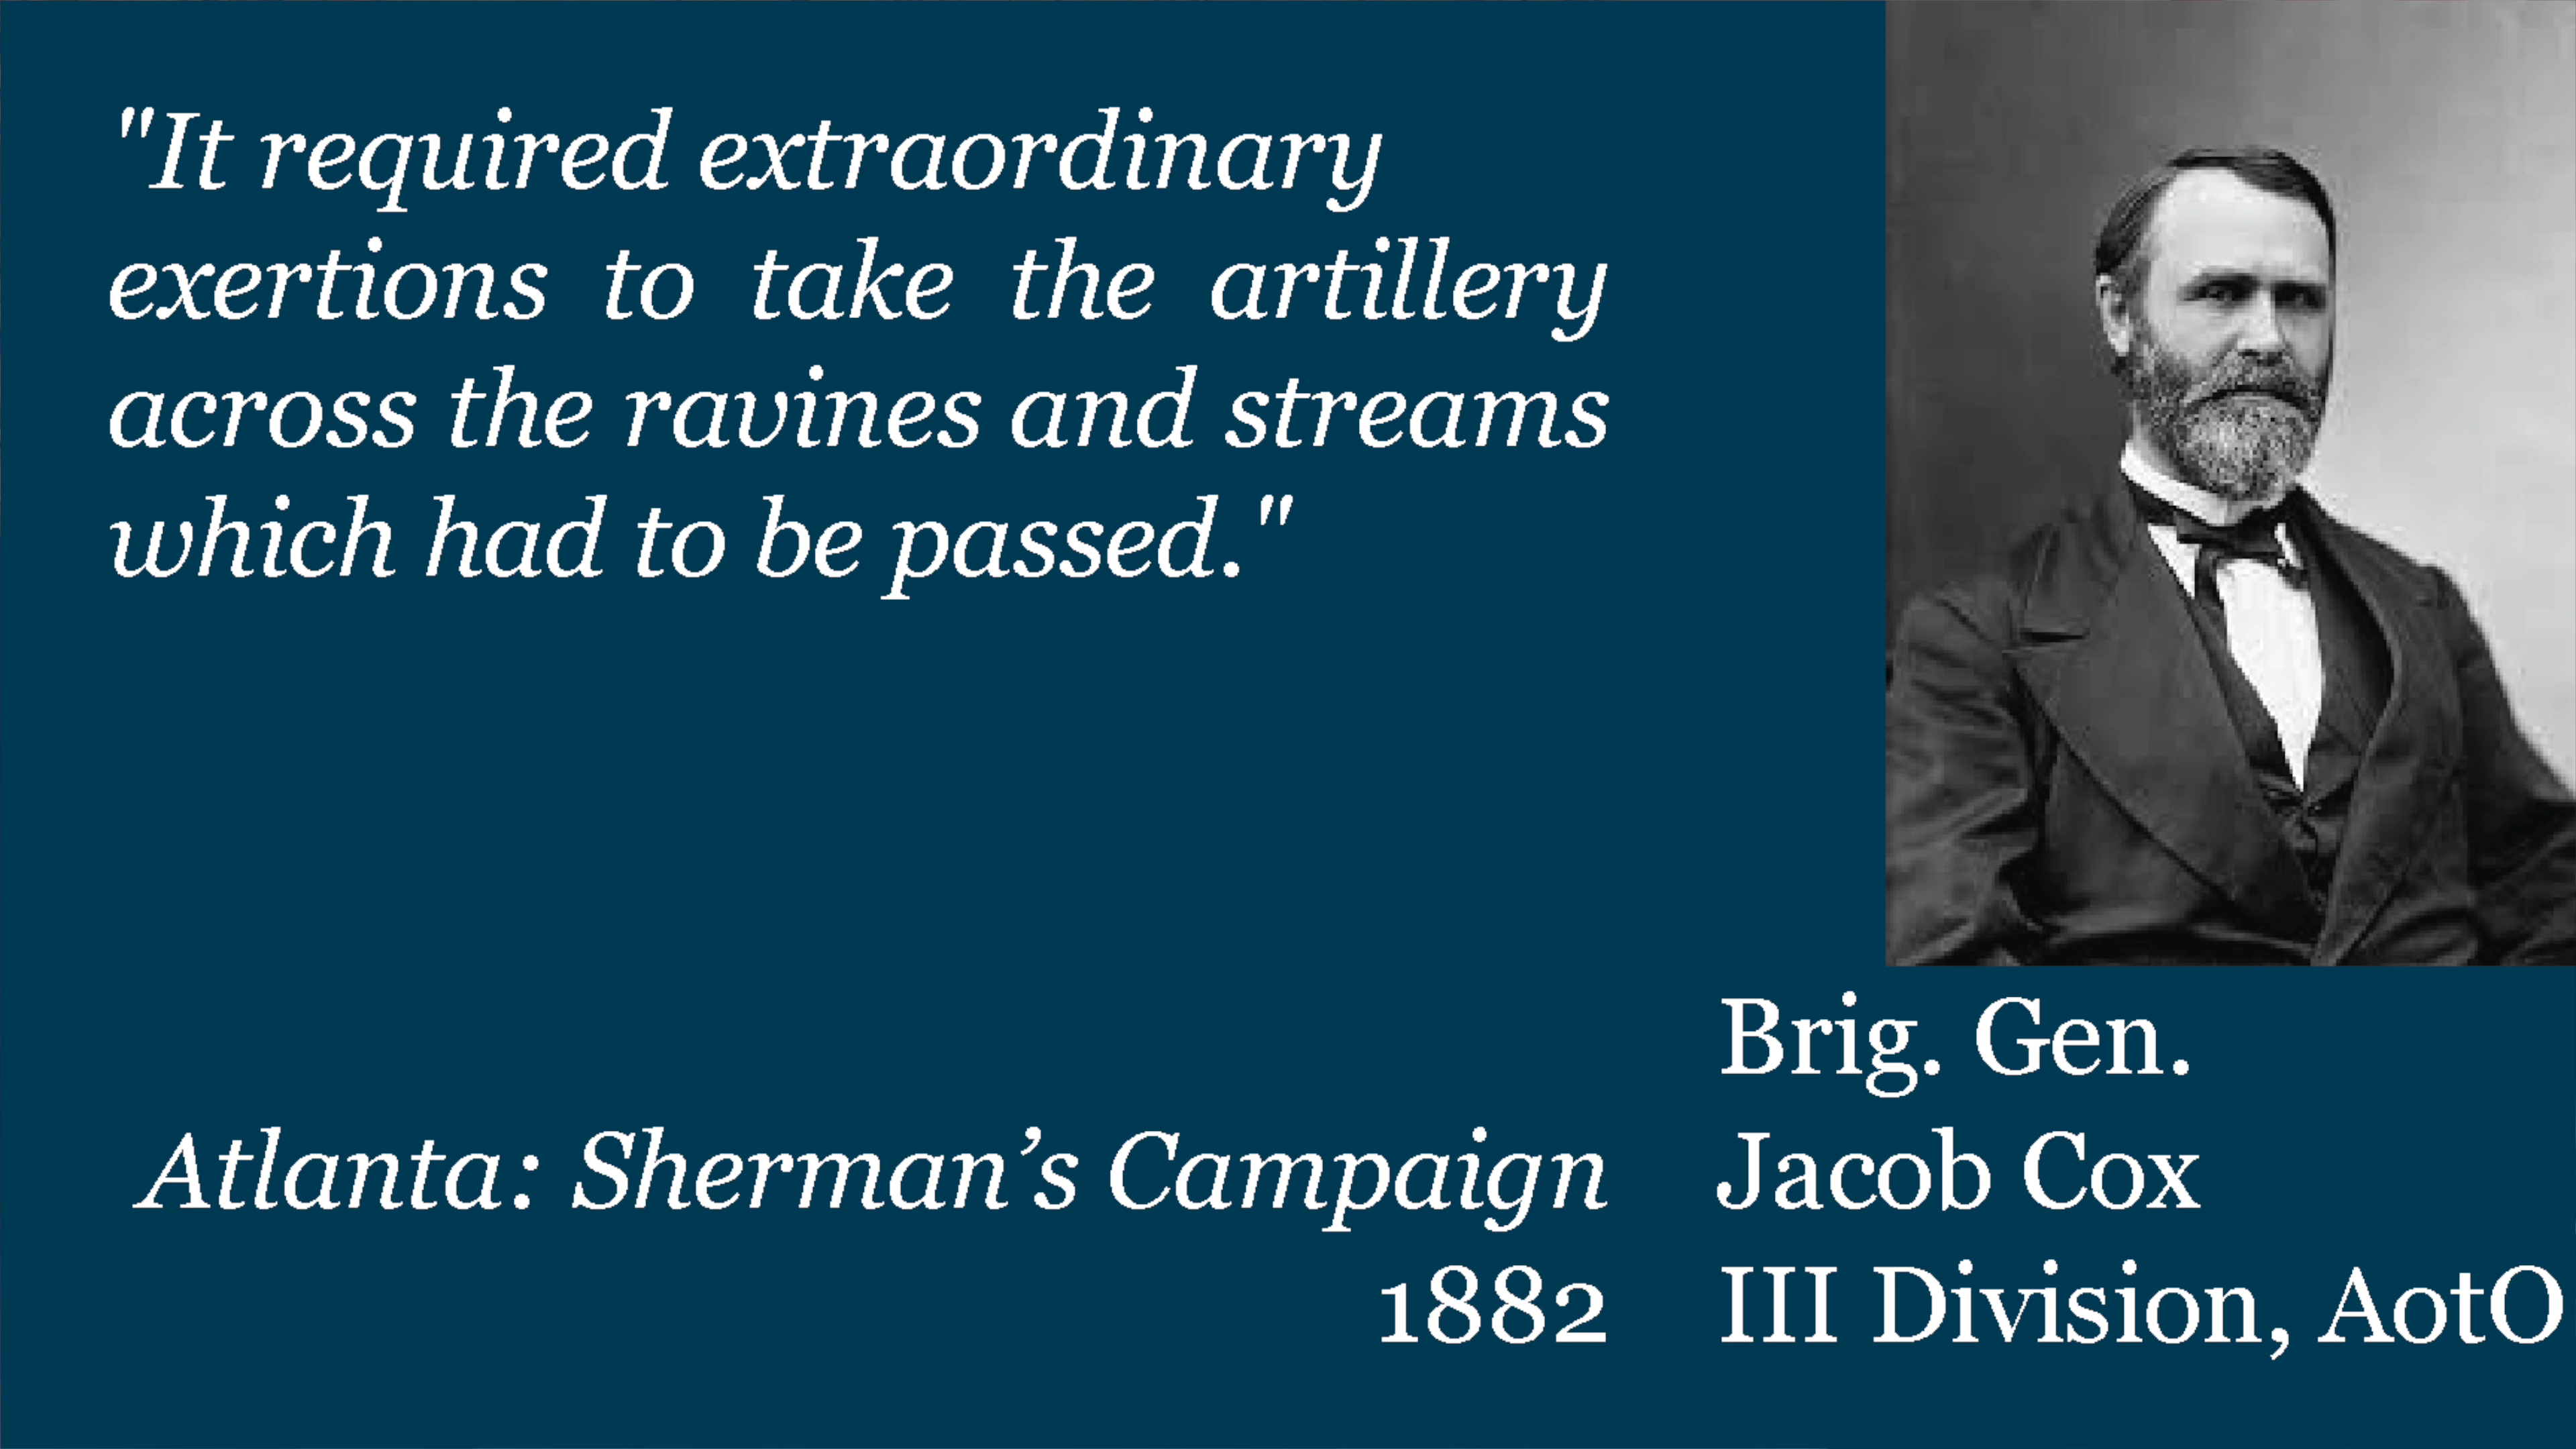 "It required extraordinary
exertions to take the artillery
across the ravines and streams
which had to be passed."
Atlanta: Sherman’s Campaign
1882
Brig. Gen.
Jacob Cox
III Division, AotO